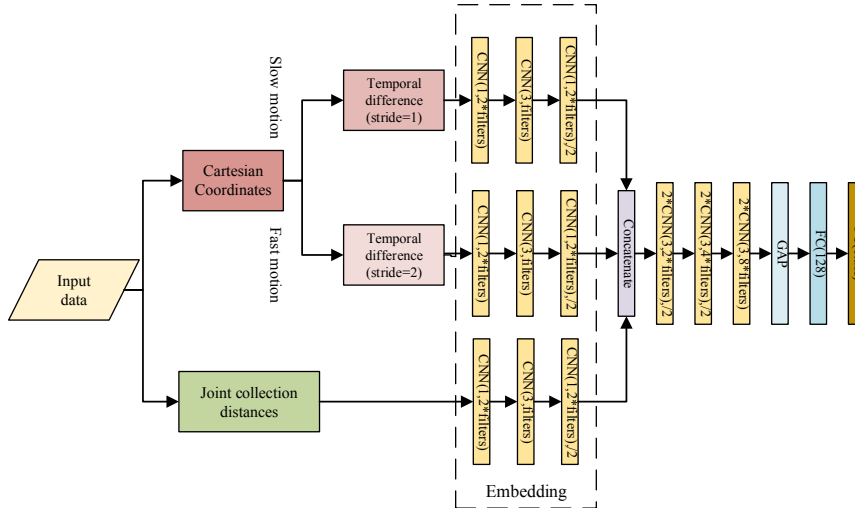 Input
data
Cartesian
Coordinates
Slow motion
Fast motion
Temporal
difference
(stride=1)
Temporal
difference
(stride=2)
Joint collection
distances
CNN(1,2*filters)
CNN(3,filters)
CNN(1,2*filters),/2
CNN(1,2*filters)
CNN(3,filters)
CNN(1,2*filters),/2
CNN(1,2*filters)
CNN(3,filters)
CNN(1,2*filters),/2
Embedding
Concatenate
2*CNN(3,2*filters),/2
2*CNN(3,4*filters),/2
2*CNN(3,8*filters)
GAP
FC(128)